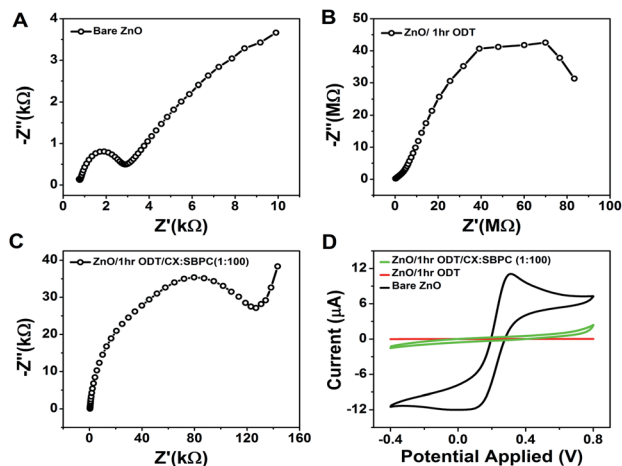 A
Bare ZnO
4
3
2
1
0
-Z"(kΩ)
0 2 4 6 8 10
Z'(kΩ)
B
ZnO/ 1hr ODT
50
40
30
20
10
0
-Z"(MΩ)
0 20 40 60 80 100
Z'(MΩ)
C
ZnO/1hr ODT/CX:SBPC(1:100)
50
40
30
20
10
0
-Z"(kΩ)
0 40 80 120 160
Z'(kΩ)
D
ZnO/1hr ODT/CX:SBPC (1:100)
ZnO/1hr ODT
Bare ZnO
12
6
0
-6
-12
Current (μA)
-0.4 0.0 0.4 0.8
Potential Applied (V)